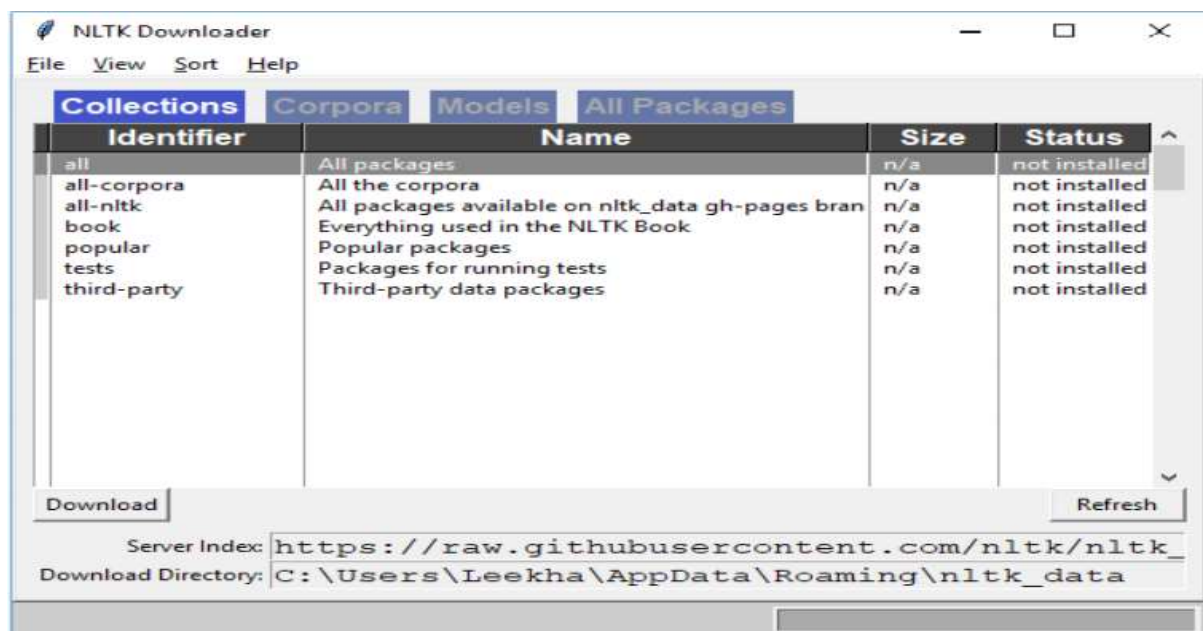 NLTK Downloader
File View Sort Help
Collections Corpora Models All Packages
Identifier Name Size Status
all All packages n/a not installed
all-corpora All the corpora n/a not installed
all-nltk All packages available on nltk_data gh-pages bran n/a not installed
book Everything used in the NLTK Book n/a not installed
popular Popular packages n/a not installed
tests Packages for running tests n/a not installed
third-party Third-party data packages n/a not installed
Download Refresh
Server Index: https://raw.githubusercontent.com/nltk/nltk_
Download Directory: C:\Users\Leekha\AppData\Roaming\nltk_data